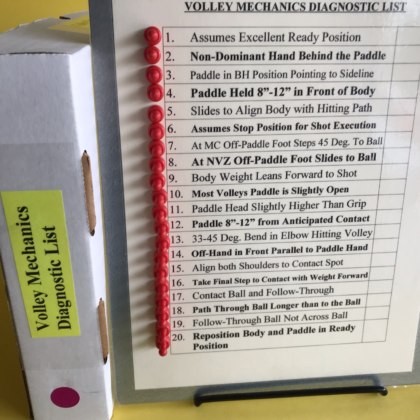 VOLLEY MECHANICS DIAGNOSTIC LIST
1. Assumes Excellent Ready Position
2. Non-Dominant Hand Behind the Paddle
3. Paddle in BH Position Pointing to Sideline
4. Paddle Held 8"-12" in Front of Body
5. Slides to Align Body with Hitting Path
6. Assumes Stop Position for Shot Execution
7. At MC Off-Paddle Foot Steps 45 Deg. To Ball
8. At NVZ Off-Paddle Foot Slides to Ball
9. Body Weight Leans Forward to Shot
10. Most Volleys Paddle is Slightly Open
11. Paddle Head Slightly Higher Than Grip
12. Paddle 8"-12" from Anticipated Contact
13. 33-45 Deg. Bend in Elbow Hitting Volley
14. Off-Hand in Front Parallel to Paddle Hand
15. Align both Shoulders to Contact Spot
16. Take Final Step to Contact with Weight Forward
17. Contact Ball and Follow-Through
18. Path Through Ball Longer than to the Ball
19. Follow-Through Ball Not Across Ball
20. Reposition Body and Paddle in Ready
Position
Volley Mechanics
Diagnostic List